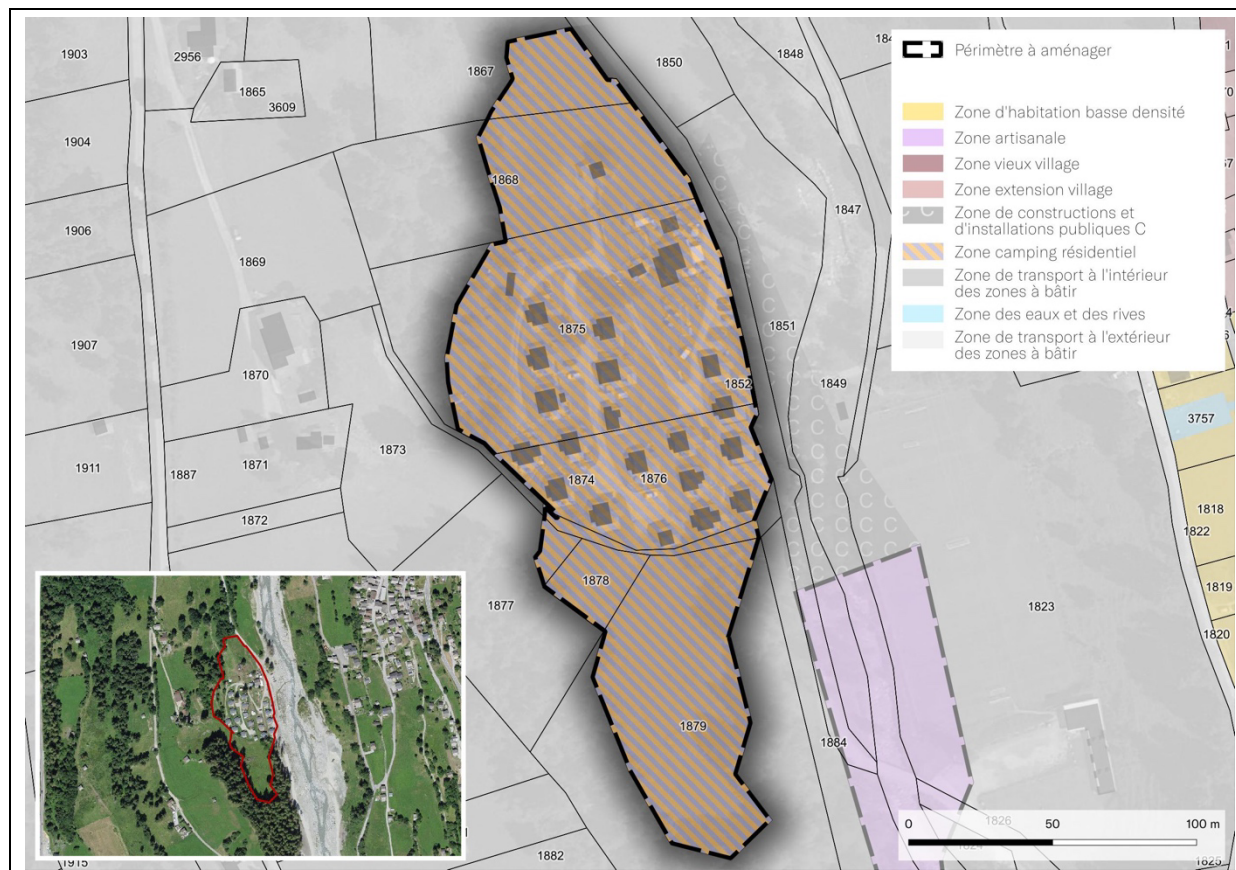 1903
2956
1865
3609
1904
1906
1869
1907
1870
1911
1887
1871
1872
1873
1867
1868
1875
1852
1874
1876
1878
1877
1879
1882
1915
1850
1848
1847
1851
1849
1884
1823
1826
1824
1825
3757
1818
1822
1819
1820
C C C C C C
Périmètre à aménager
Zone d'habitation basse densité
Zone artisanale
Zone vieux village
Zone extension village
C C
Zone de constructions et
d'installations publiques C
Zone camping résidentiel
Zone de transport à l'intérieur
des zones à bâtir
Zone des eaux et des rives
Zone de transport à l'extérieur
des zones à bâtir
0 50 100 m